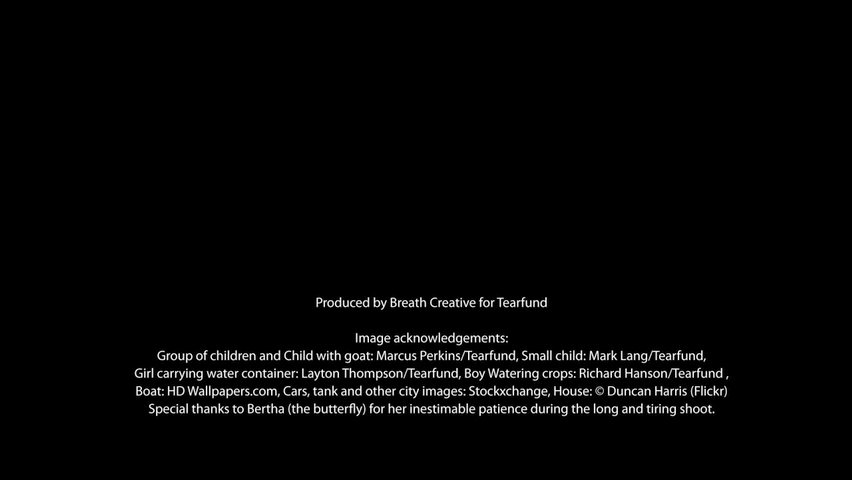 Produced by Breath Creative for Tearfund
Image acknowledgements:
Group of children and Child with goat: Marcus Perkins/Tearfund, Small child: Mark Lang/Tearfund,
Girl carrying water container: Layton Thompson/Tearfund, Boy Watering crops: Richard Hanson/Tearfund ,
Boat: HD Wallpapers.com, Cars, tank and other city images: Stockxchange, House: © Duncan Harris (Flickr)
Special thanks to Bertha (the butterfly) for her inestimable patience during the long and tiring shoot.